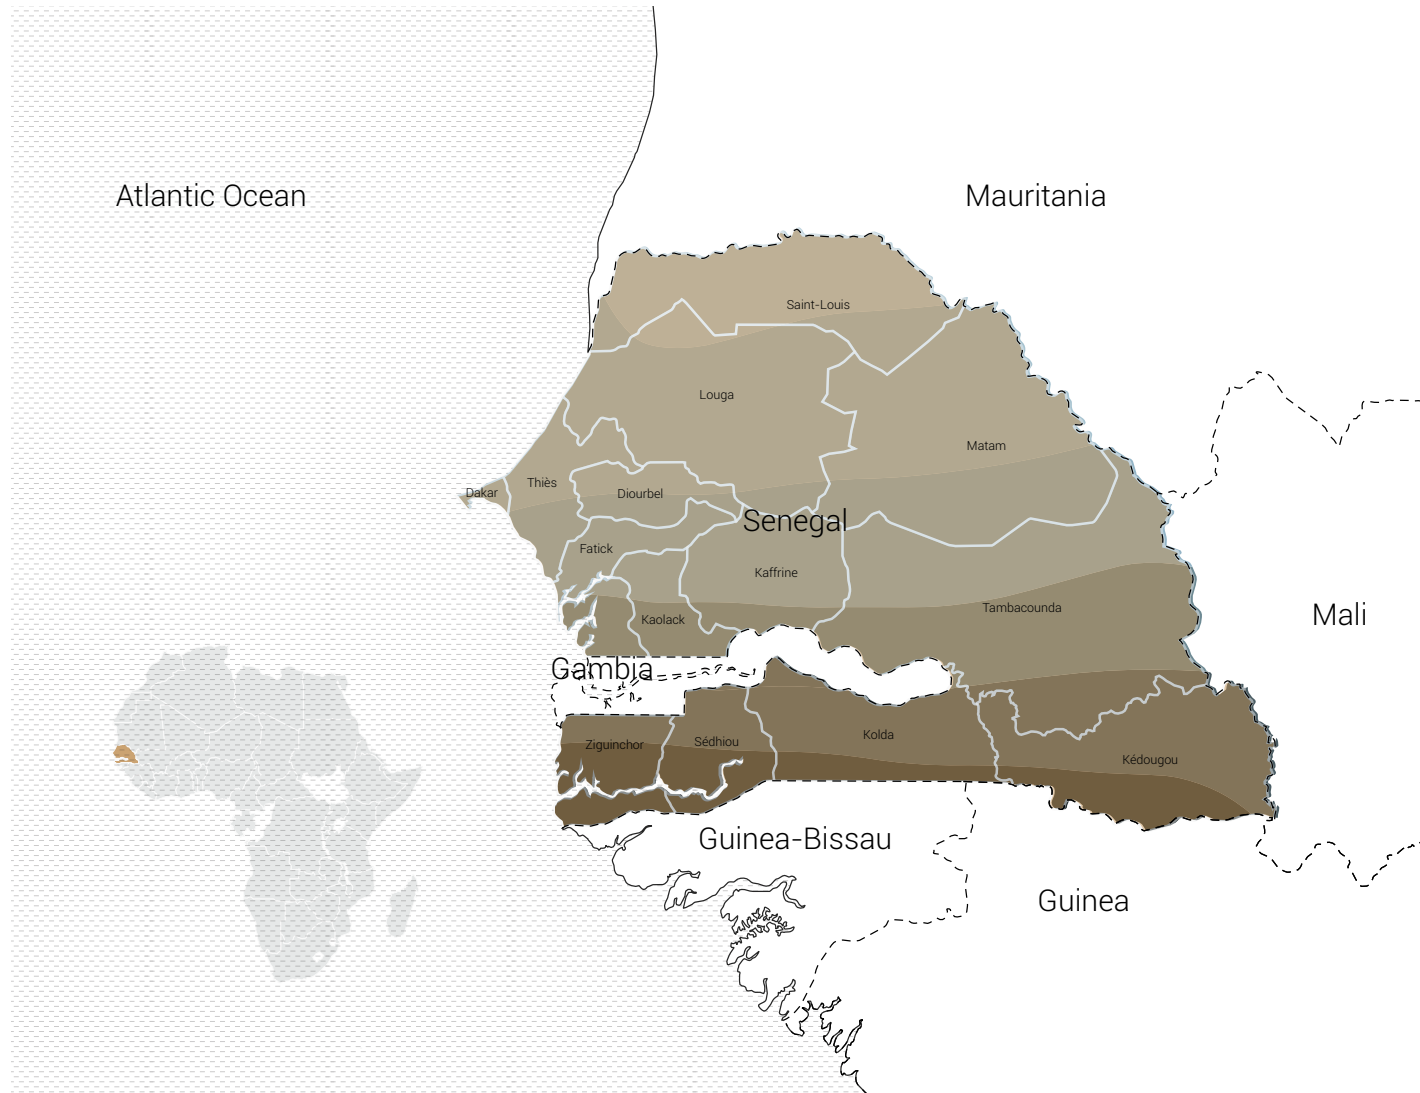 Atlantic Ocean
Mauritania
Saint-Louis
Louga
Matam
Thiès
Dakar
Diourbel
Senegal
Fatick
Kaffrine
Tambacounda
Mali
Kaolack
Gambia
Kolda
Sédhiou
Ziguinchor
Kédougou
Guinea-Bissau
Guinea